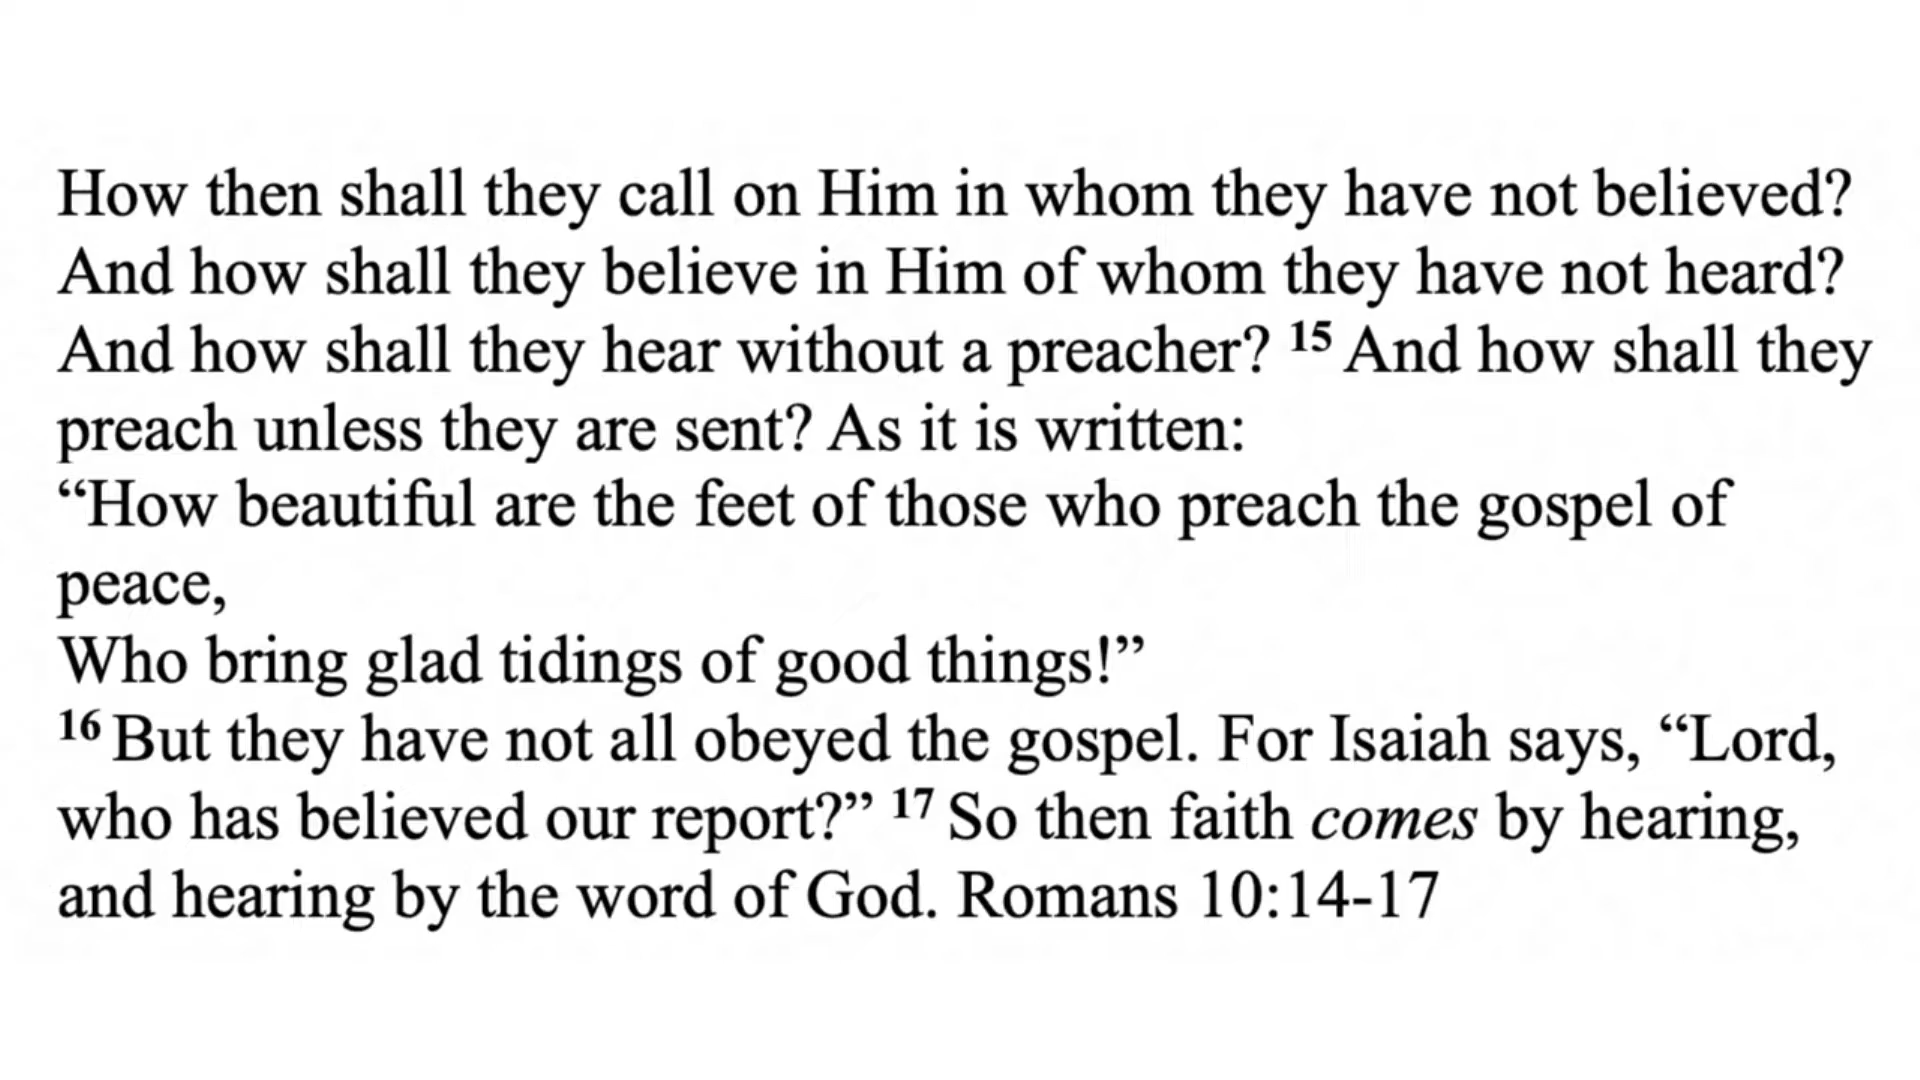 How then shall they call on Him in whom they have not believed?
And how shall they believe in Him of whom they have not heard?
And how shall they hear without a preacher? 15 And how shall they
preach unless they are sent? As it is written:
“How beautiful are the feet of those who preach the gospel of
peace,
Who bring glad tidings of good things!”
16 But they have not all obeyed the gospel. For Isaiah says, “Lord,
who has believed our report?” 17 So then faith comes by hearing,
and hearing by the word of God. Romans 10:14-17